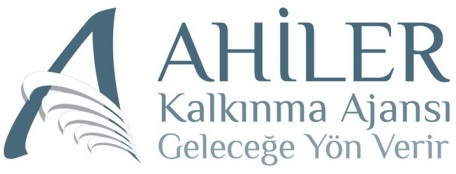 AHİLER
Kalkınma Ajansı
Geleceğe Yön Verir